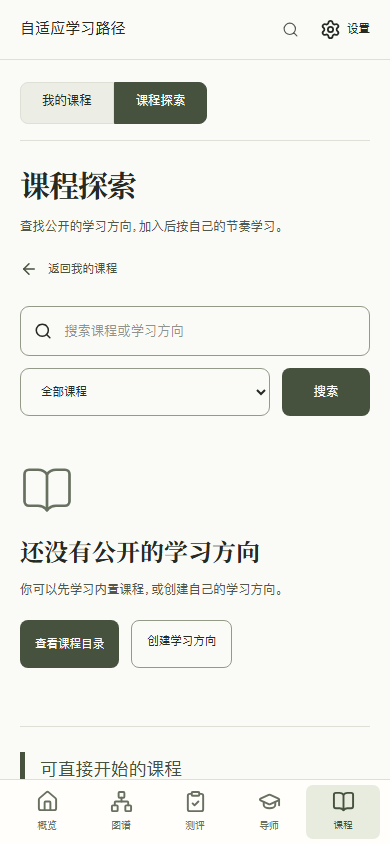 自适应学习路径
设置
我的课程
课程探索
课程探索
查找公开的学习方向,加入后按自己的节奏学习。
返回我的课程
搜索课程或学习方向
全部课程
搜索
还没有公开的学习方向
你可以先学习内置课程,或创建自己的学习方向。
查看课程目录
创建学习方向
可直接开始的课程
概览
图谱
测评
导师
课程